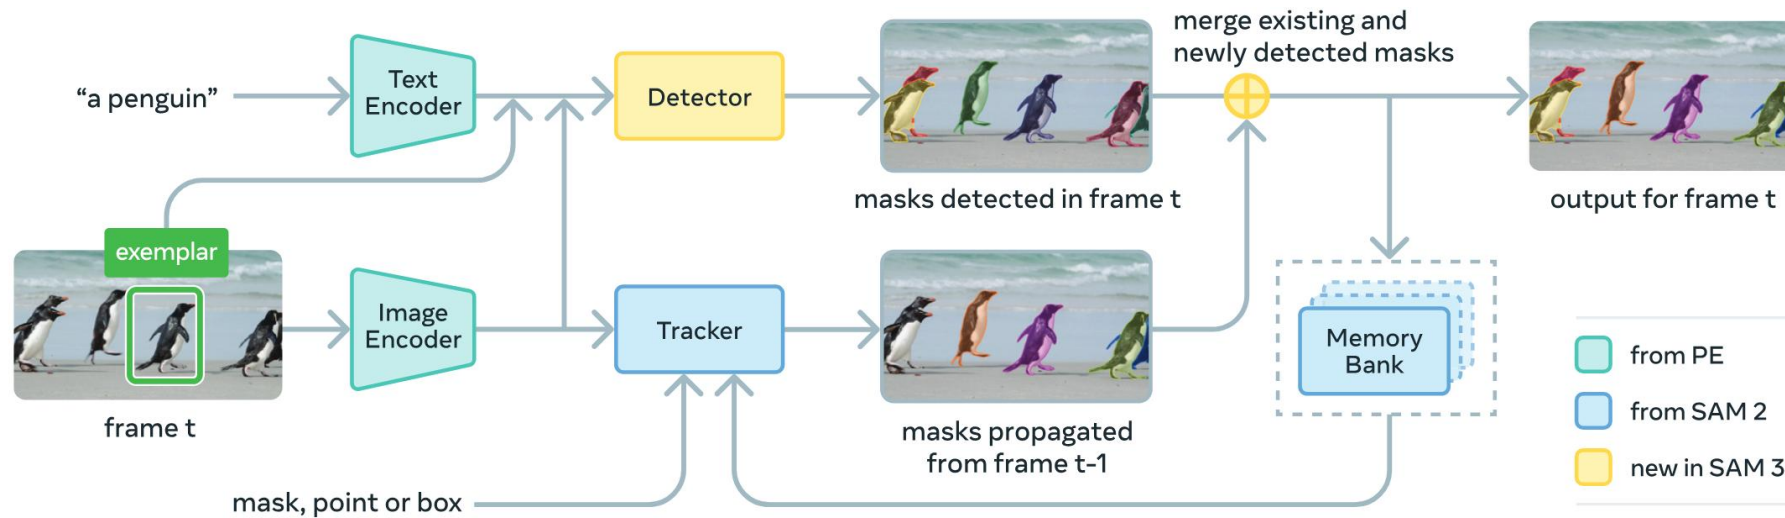 “a penguin”
Text
Encoder
Detector
masks detected in frame t
merge existing and
newly detected masks
output for frame t
exemplar
frame t
Image
Encoder
Tracker
masks propagated
from frame t-1
Memory
Bank
mask, point or box
from PE
from SAM 2
new in SAM 3